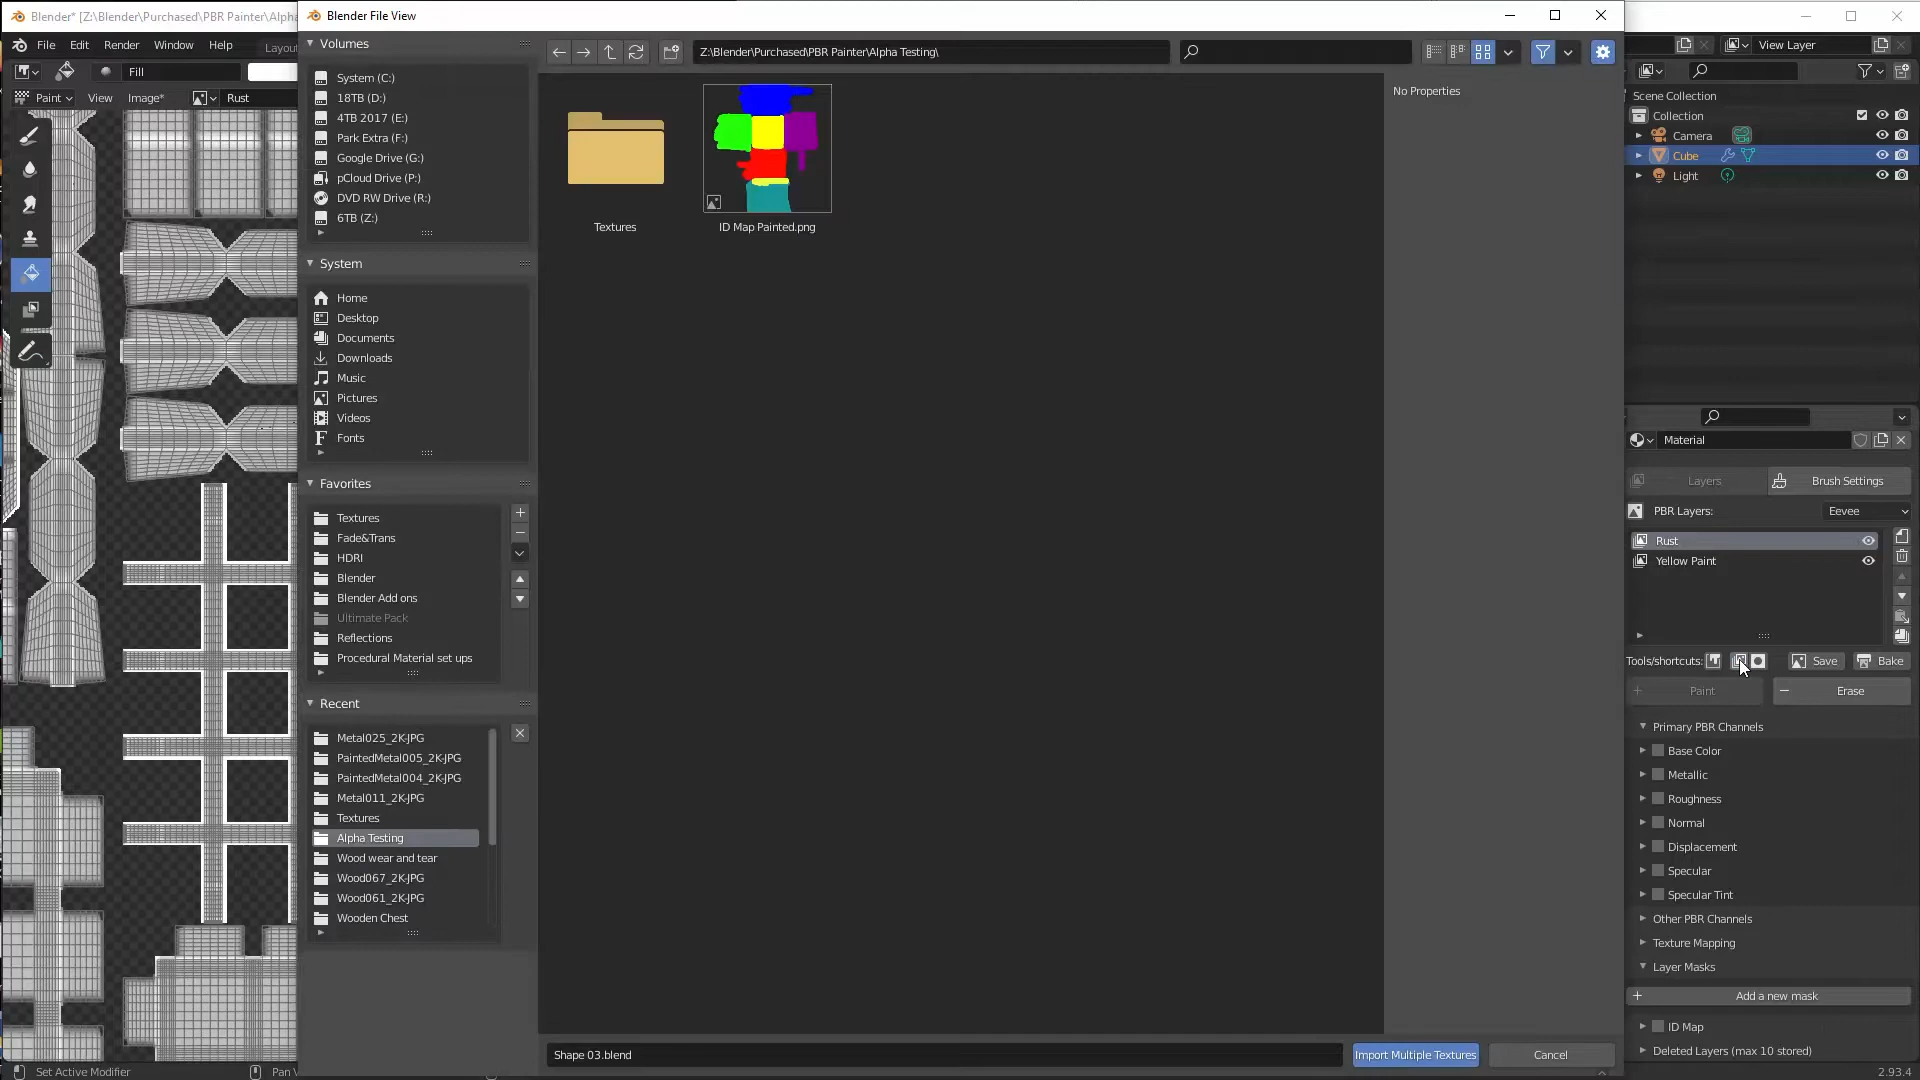 Blender* [Z:\Blender\Purchased\PBR Painter\Alpha
Blender File View
File Edit Render Window Help Layou
Fill
Paint View Image* Rust
Volumes
System (C:)
18TB (D:)
4TB 2017 (E:)
Park Extra (F:)
Google Drive (G:)
pCloud Drive (P:)
DVD RW Drive (R:)
6TB (Z:)
System
Home
Desktop
Documents
Downloads
Music
Pictures
Videos
Fonts
Favorites
Textures
Fade&Trans
HDRI
Blender
Blender Add ons
Ultimate Pack
Reflections
Procedural Material set ups
Recent
Metal025_2K-JPG
PaintedMetal005_2K-JPG
PaintedMetal004_2K-JPG
Metal011_2K-JPG
Textures
Alpha Testing
Wood wear and tear
Wood067_2K-JPG
Wood061_2K-JPG
Wooden Chest
Z:\Blender\Purchased\PBR Painter\Alpha Testing\
Textures
ID Map Painted.png
No Properties
Shape 03.blend
Import Multiple Textures
Cancel
View Layer
Scene Collection
Collection
Camera
Cube
Light
Material
Layers Brush Settings
PBR Layers: Eevee
Rust
Yellow Paint
Tools/shortcuts: Save Bake
Paint Erase
Primary PBR Channels
Base Color
Metallic
Roughness
Normal
Displacement
Specular
Specular Tint
Other PBR Channels
Texture Mapping
Layer Masks
Add a new mask
ID Map
Deleted Layers (max 10 stored)
Set Active Modifier Pan V
2.93.4